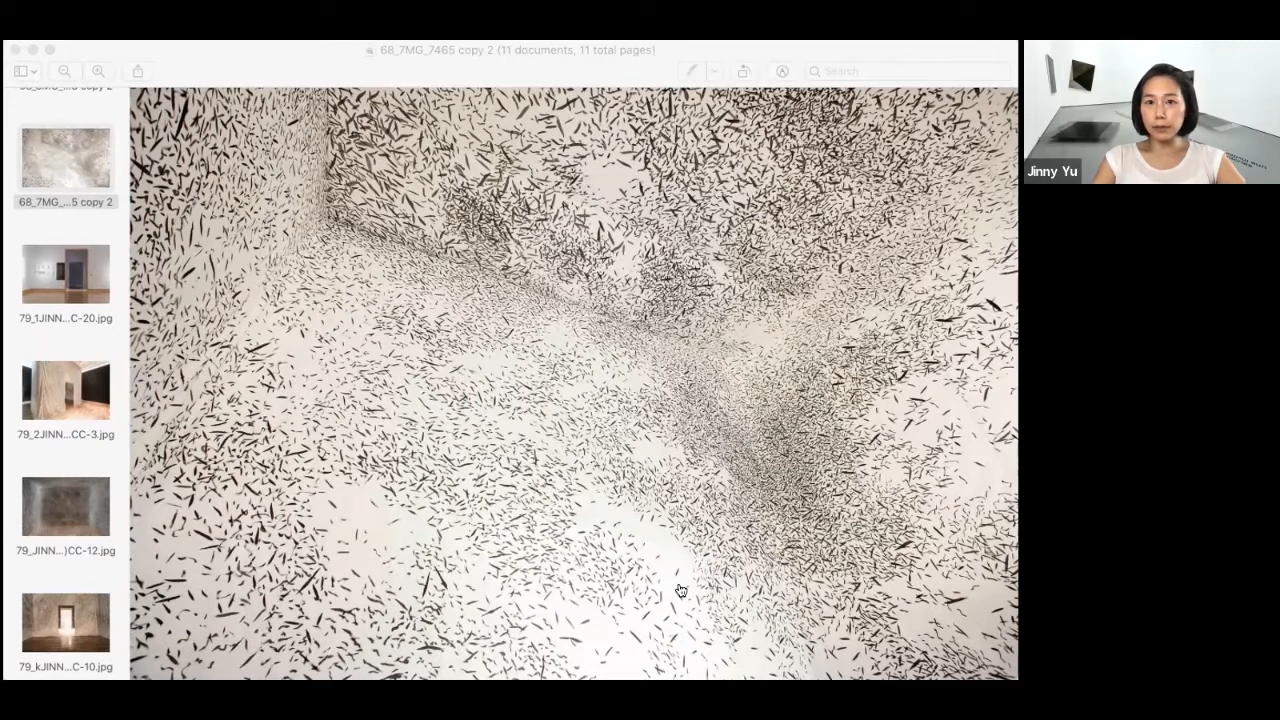 68_7MG_7465 copy 2 (11 documents, 11 total pages)
Search
68_7MG_...5 copy 2
79_1JINN...C-20.jpg
79_2JINN...CC-3.jpg
79_JINN...)CC-12.jpg
79_kJINN...C-10.jpg
Jinny Yu